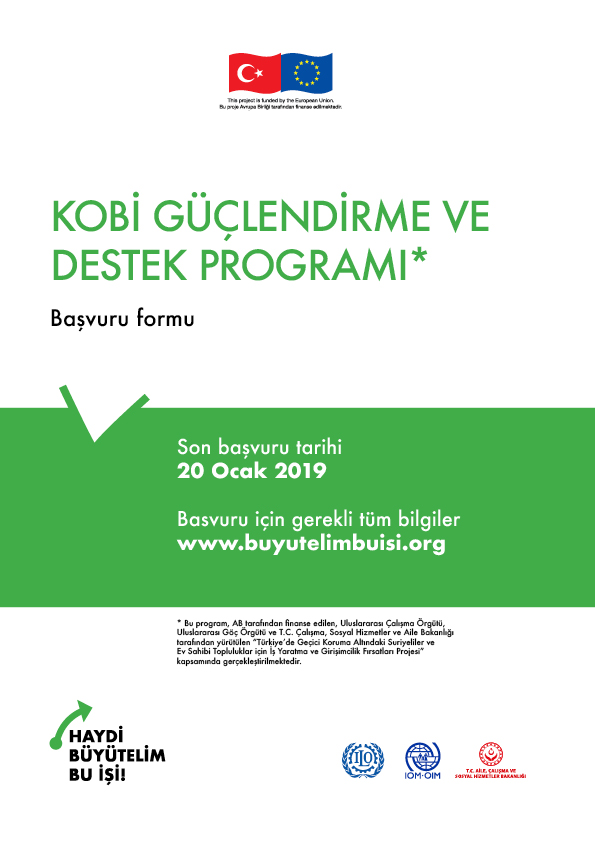 This project is funded by the European Union.
Bu proje Avrupa Birliği tarafından finanse edilmektedir.
KOBİ GÜÇLENDİRME VE
DESTEK PROGRAMI*
Başvuru formu
Son başvuru tarihi
20 Ocak 2019
Basvuru için gerekli tüm bilgiler
www.buyutelimbuisi.org
* Bu program, AB tarafından finanse edilen, Uluslararası Çalışma Örgütü,
Uluslararası Göç Örgütü ve T.C. Çalışma, Sosyal Hizmetler ve Aile Bakanlığı
tarafından yürütülen “Türkiye’de Geçici Koruma Altındaki Suriyeliler ve
Ev Sahibi Topluluklar için İş Yaratma ve Girişimcilik Fırsatları Projesi”
kapsamında gerçekleştirilmektedir.
HAYDİ
BÜYÜTELİM
BU İŞİ!
ILO
IOM•OIM
T.C. AİLE, ÇALIŞMA VE
SOSYAL HİZMETLER BAKANLIĞI